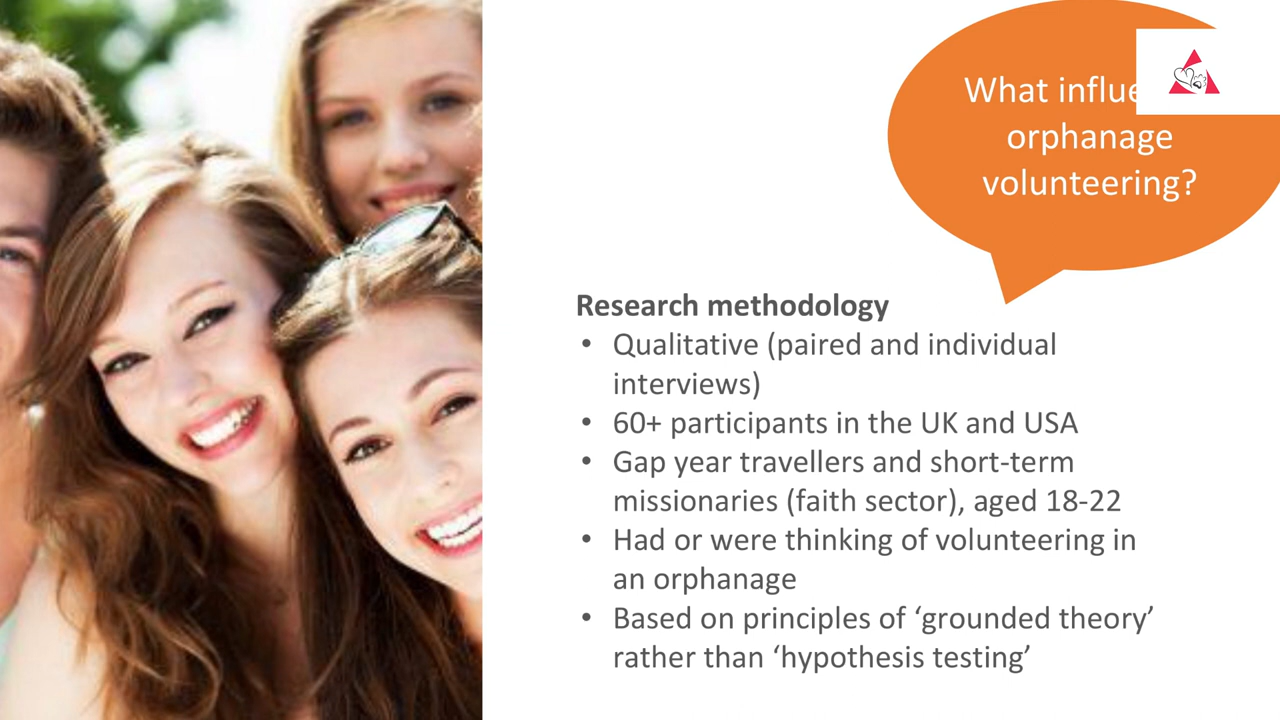 What
orphanage
volunteering?
Research methodology
• Qualitative (paired and individual
interviews)
• 60+ participants in the UK and USA
• Gap year travellers and short-term
missionaries (faith sector), aged 18-22
• Had or were thinking of volunteering in
an orphanage
• Based on principles of ‘grounded theory’
rather than ‘hypothesis testing’